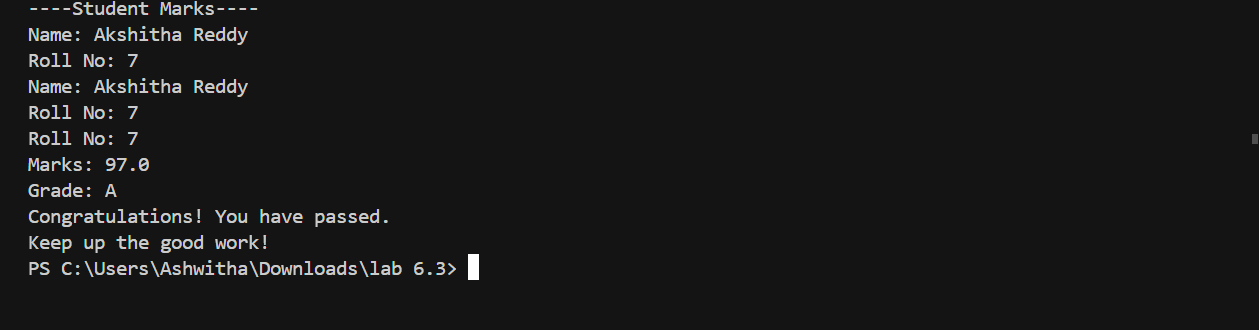 ----Student Marks----
Name: Akshitha Reddy
Roll No: 7
Name: Akshitha Reddy
Roll No: 7
Roll No: 7
Marks: 97.0
Grade: A
Congratulations! You have passed.
Keep up the good work!
PS C:\Users\Ashwitha\Downloads\lab 6.3>